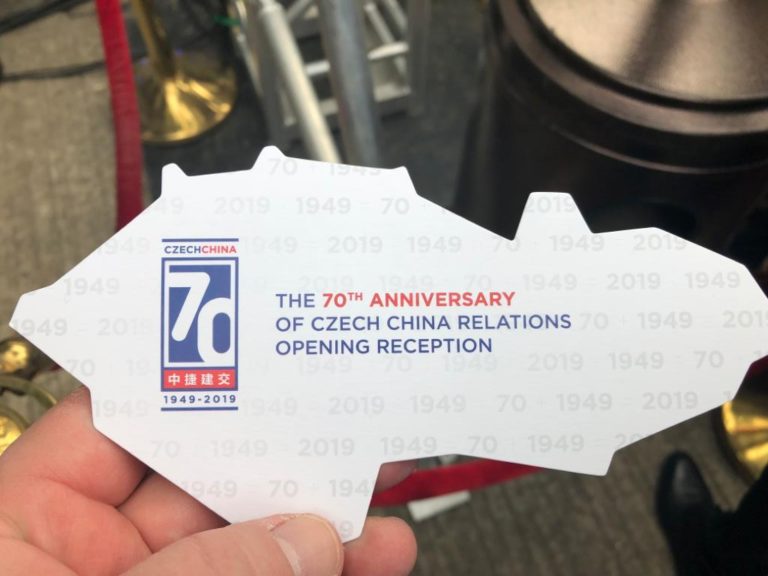 CZECHCHINA
70
中捷建交
1949-2019
THE 70TH ANNIVERSARY
OF CZECH CHINA RELATIONS
OPENING RECEPTION